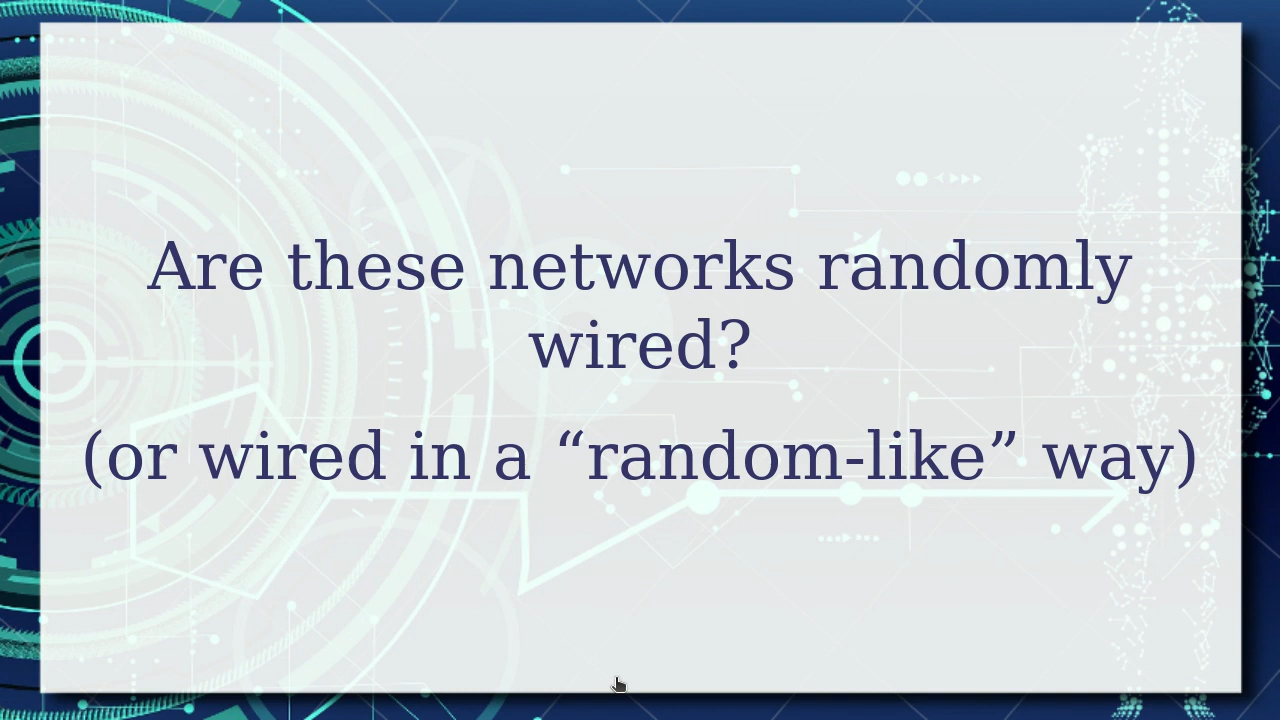 Are these networks randomly
wired?
(or wired in a “random-like” way)